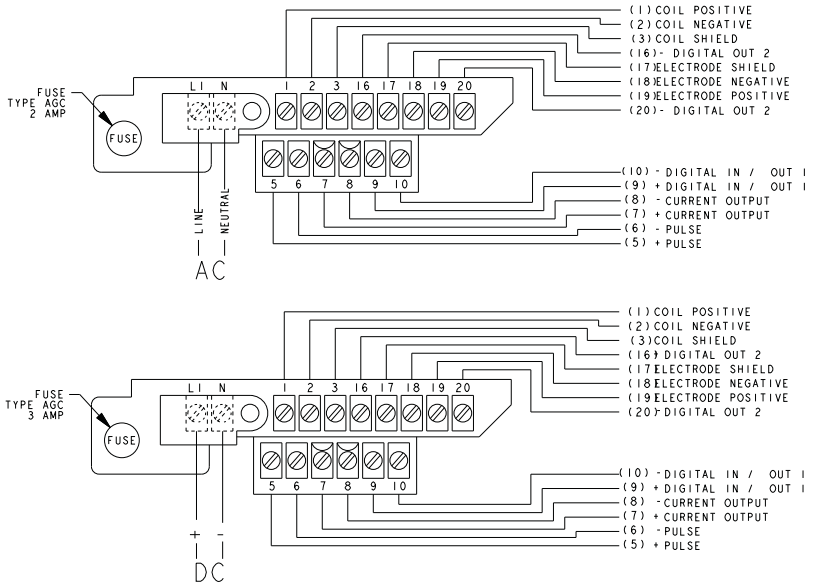 (1) COIL POSITIVE
(2) COIL NEGATIVE
(3) COIL SHIELD
(16)- DIGITAL OUT 2
(17)ELECTRODE SHIELD
(18)ELECTRODE NEGATIVE
(19)ELECTRODE POSITIVE
(20)- DIGITAL OUT 2
FUSE
TYPE AGC
2 AMP
FUSE
L1 N 1 2 3 16 17 18 19 20
5 6 7 8 9 10
(10) - DIGITAL IN / OUT 1
(9) + DIGITAL IN / OUT 1
(8) - CURRENT OUTPUT
(7) + CURRENT OUTPUT
(6) - PULSE
(5) + PULSE
LINE
NEUTRAL
AC
(1) COIL POSITIVE
(2) COIL NEGATIVE
(3) COIL SHIELD
(16)+ DIGITAL OUT 2
(17)ELECTRODE SHIELD
(18)ELECTRODE NEGATIVE
(19)ELECTRODE POSITIVE
(20)- DIGITAL OUT 2
FUSE
TYPE AGC
3 AMP
FUSE
L1 N 1 2 3 16 17 18 19 20
5 6 7 8 9 10
(10) - DIGITAL IN / OUT 1
(9) + DIGITAL IN / OUT 1
(8) - CURRENT OUTPUT
(7) + CURRENT OUTPUT
(6) - PULSE
(5) + PULSE
+ -
DC